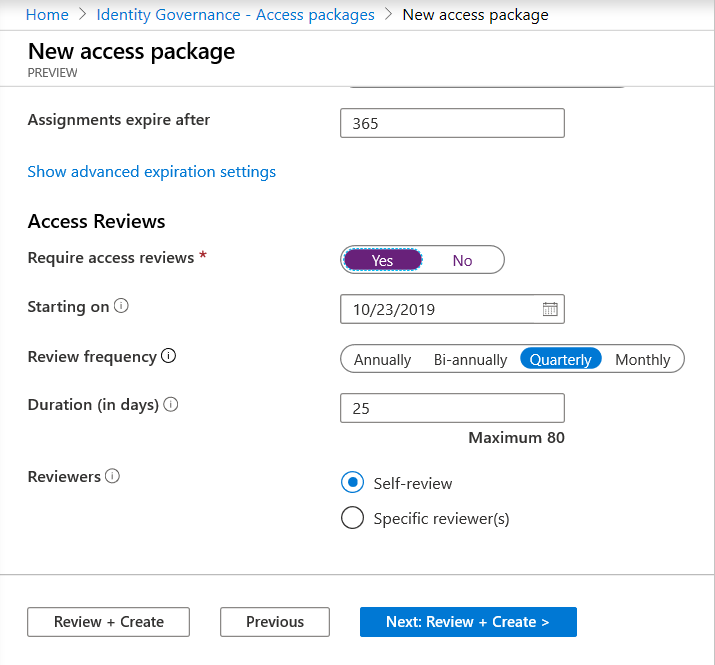 Home > Identity Governance - Access packages > New access package
New access package
PREVIEW
Assignments expire after 365
Show advanced expiration settings
Access Reviews
Require access reviews * Yes No
Starting on 10/23/2019
Review frequency Annually Bi-annually Quarterly Monthly
Duration (in days) 25
Maximum 80
Reviewers Self-review
Specific reviewer(s)
Review + Create Previous Next: Review + Create >